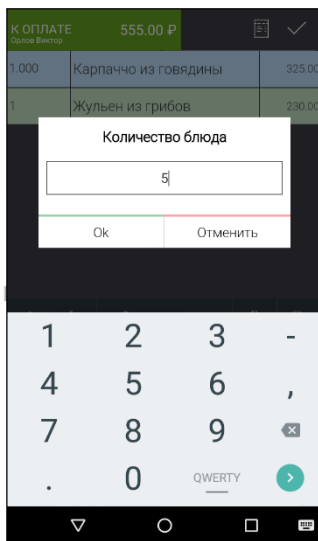 К ОПЛАТЕ 555.00 ₽
Орлов Виктор
1.000 Карпаччо из говядины 325.00
1 Жульен из грибов 230.00
Количество блюда
5
Ok Отменить
1 2 3 -
4 5 6 ,
7 8 9
. 0 QWERTY